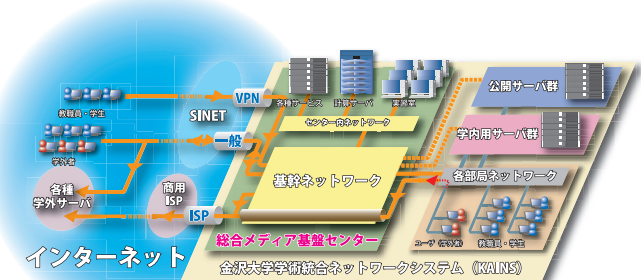 教職員・学生
学外者
各種
学外サーバ
SINET
商用
ISP
VPN
一般
ISP
インターネット
各種サービス
計算サーバ
実習室
センター内ネットワーク
基幹ネットワーク
総合メディア基盤センター
公開サーバ群
学内用サーバ群
各部局ネットワーク
ユーザ(学外者)
教職員・学生
金沢大学学術統合ネットワークシステム (KAINS)